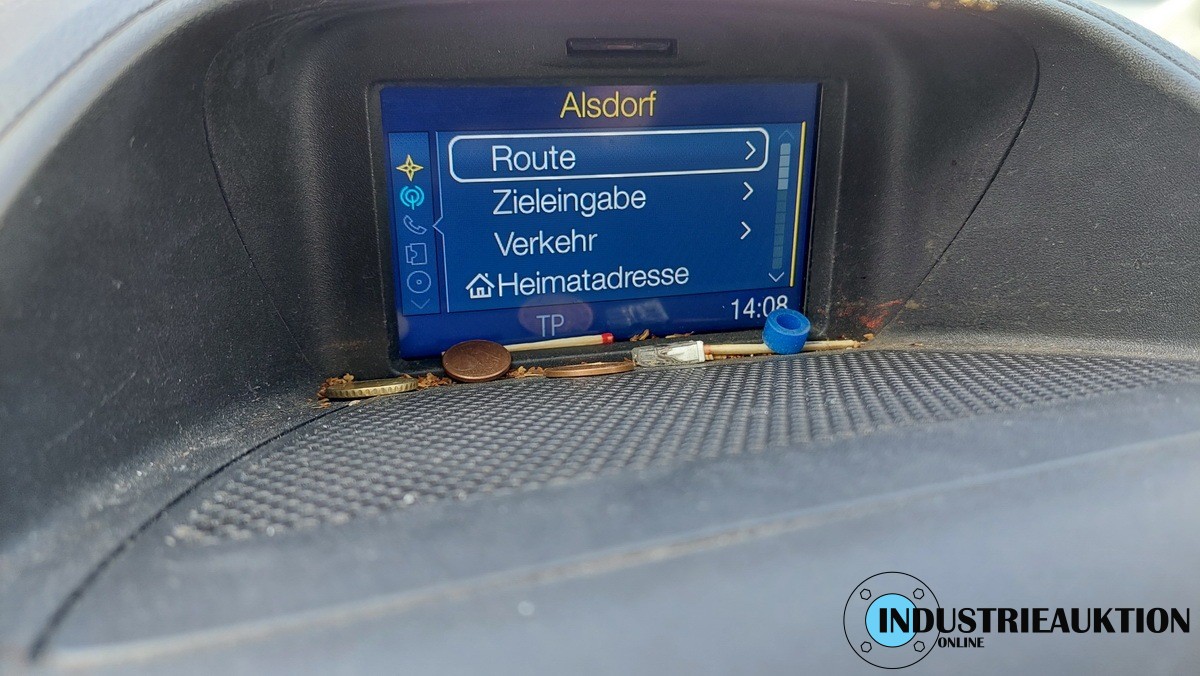 Alsdorf
Route
Zieleingabe
Verkehr
Heimatadresse
TP
14:08
INDUSTRIEAUKTION
ONLINE